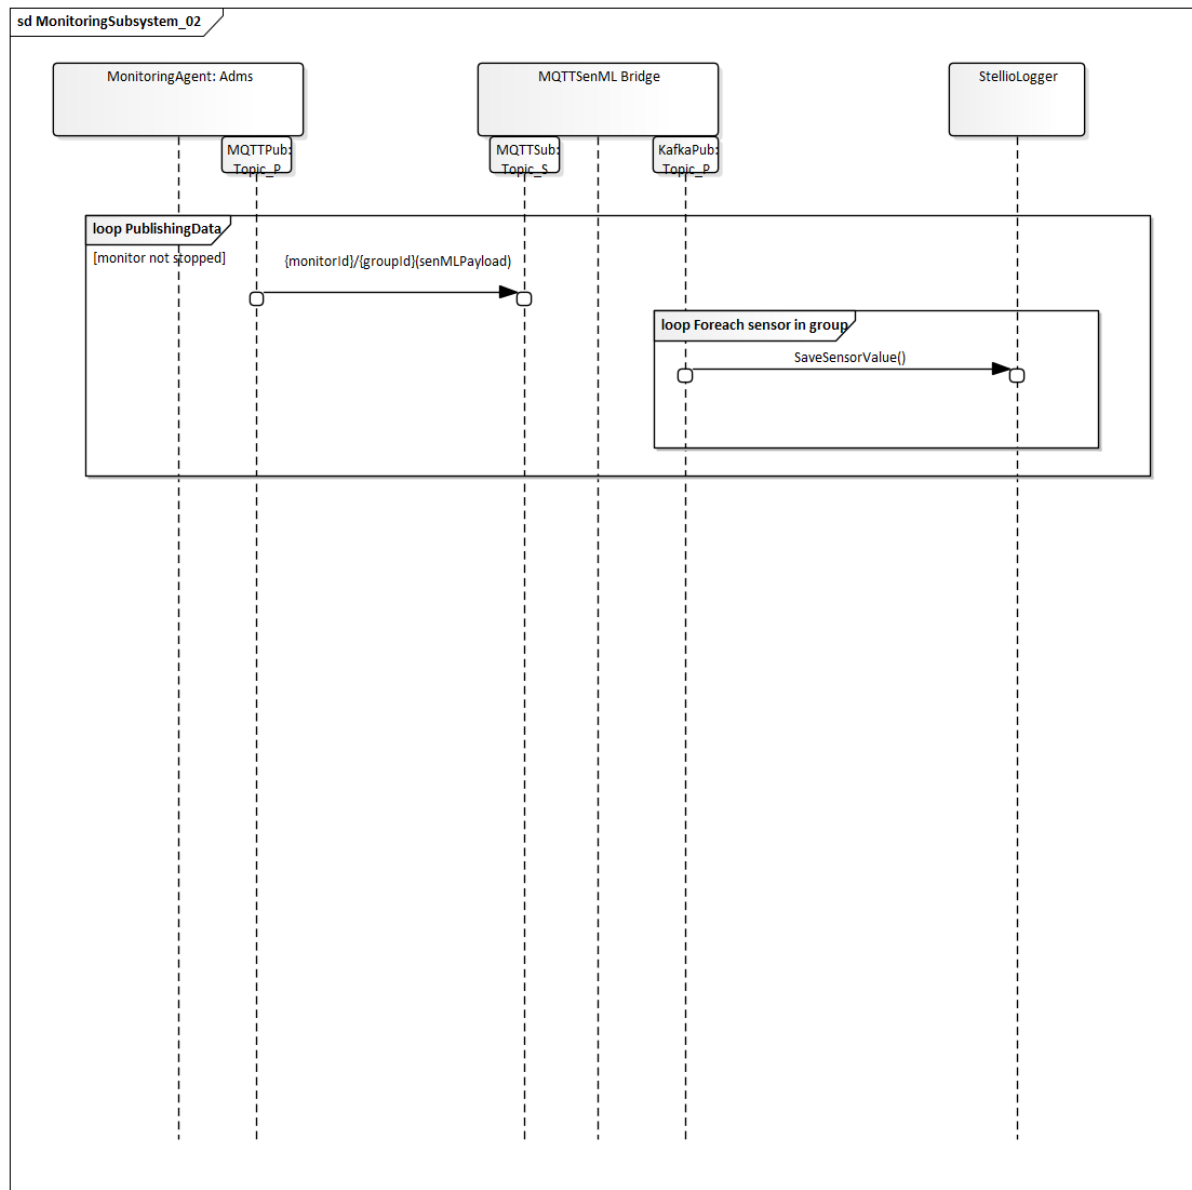 sd MonitoringSubsystem_02
MonitoringAgent: Adms
MQTTSenML Bridge
StellioLogger
MQTTPub:
Topic_P
MQTTSub:
Topic_S
KafkaPub:
Topic_P
loop PublishingData
[monitor not stopped]
{monitorId}/{groupId}(senMLPayload)
loop Foreach sensor in group
SaveSensorValue()